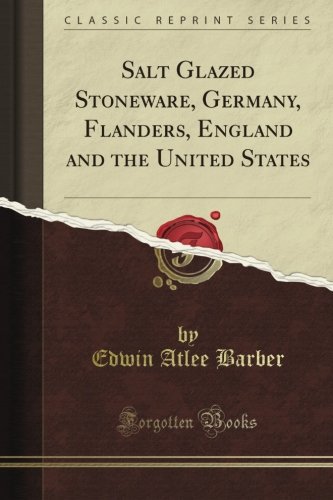 CLASSIC REPRINT SERIES
SALT GLAZED
STONEWARE, GERMANY,
FLANDERS, ENGLAND
AND THE UNITED STATES
F
by
Edwin Atlee Barber
Forgotten Books